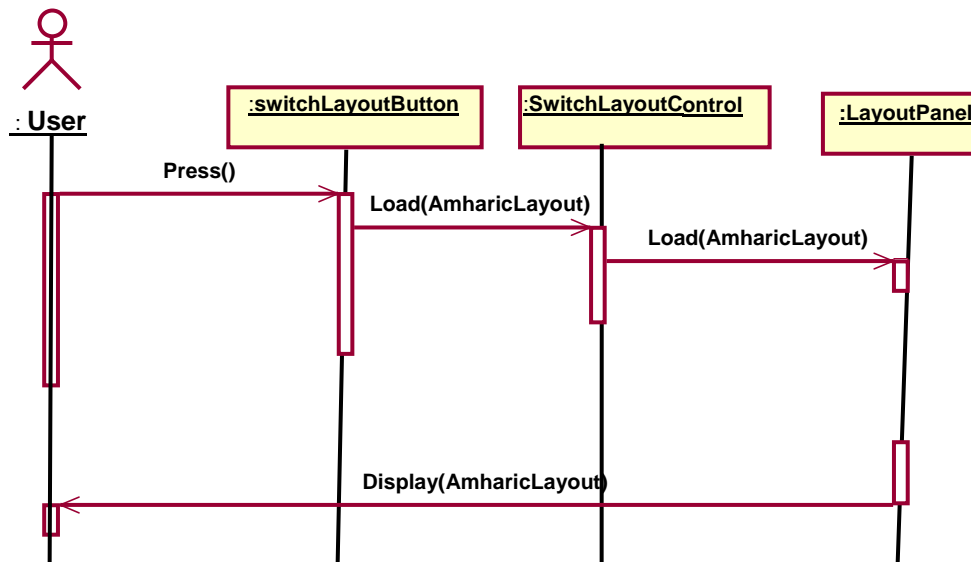 : User
:switchLayoutButton
:SwitchLayoutControl
:LayoutPanel
Press()
Load(AmharicLayout)
Load(AmharicLayout)
Display(AmharicLayout)